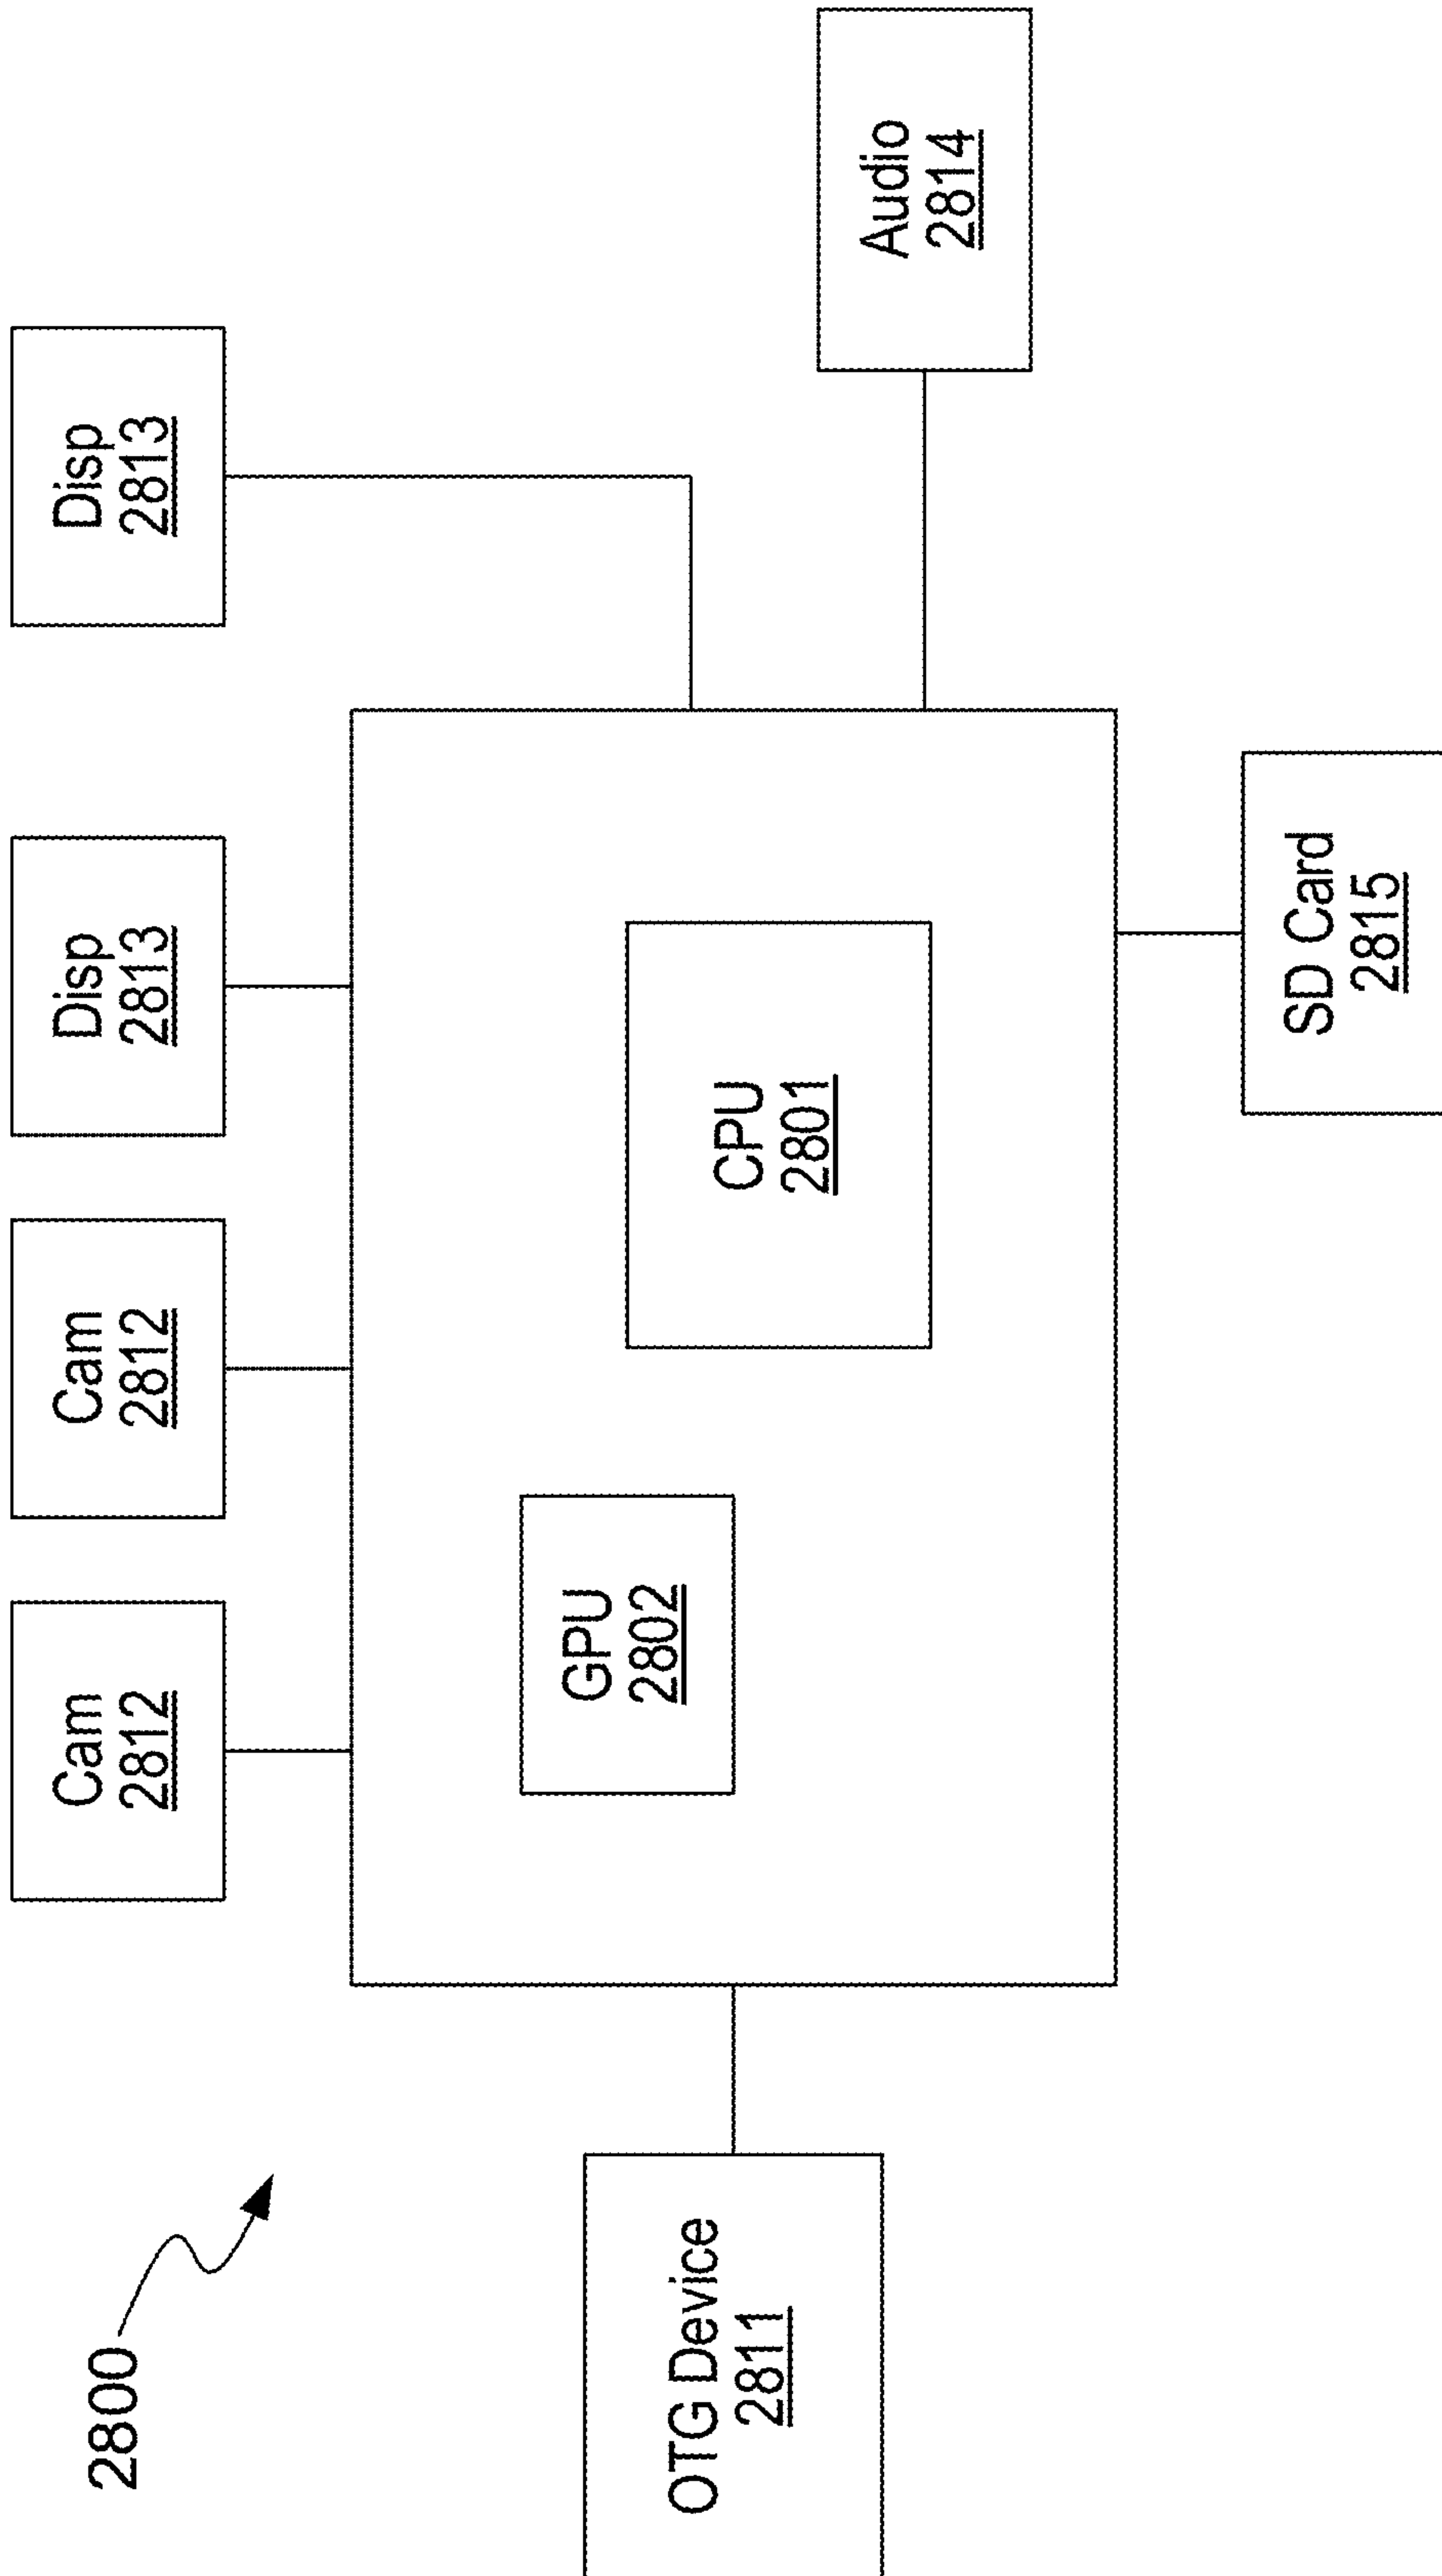 2800
Cam
2812
Cam
2812
Disp
2813
Disp
2813
OTG Device
2811
GPU
2802
CPU
2801
Audio
2814
SD Card
2815